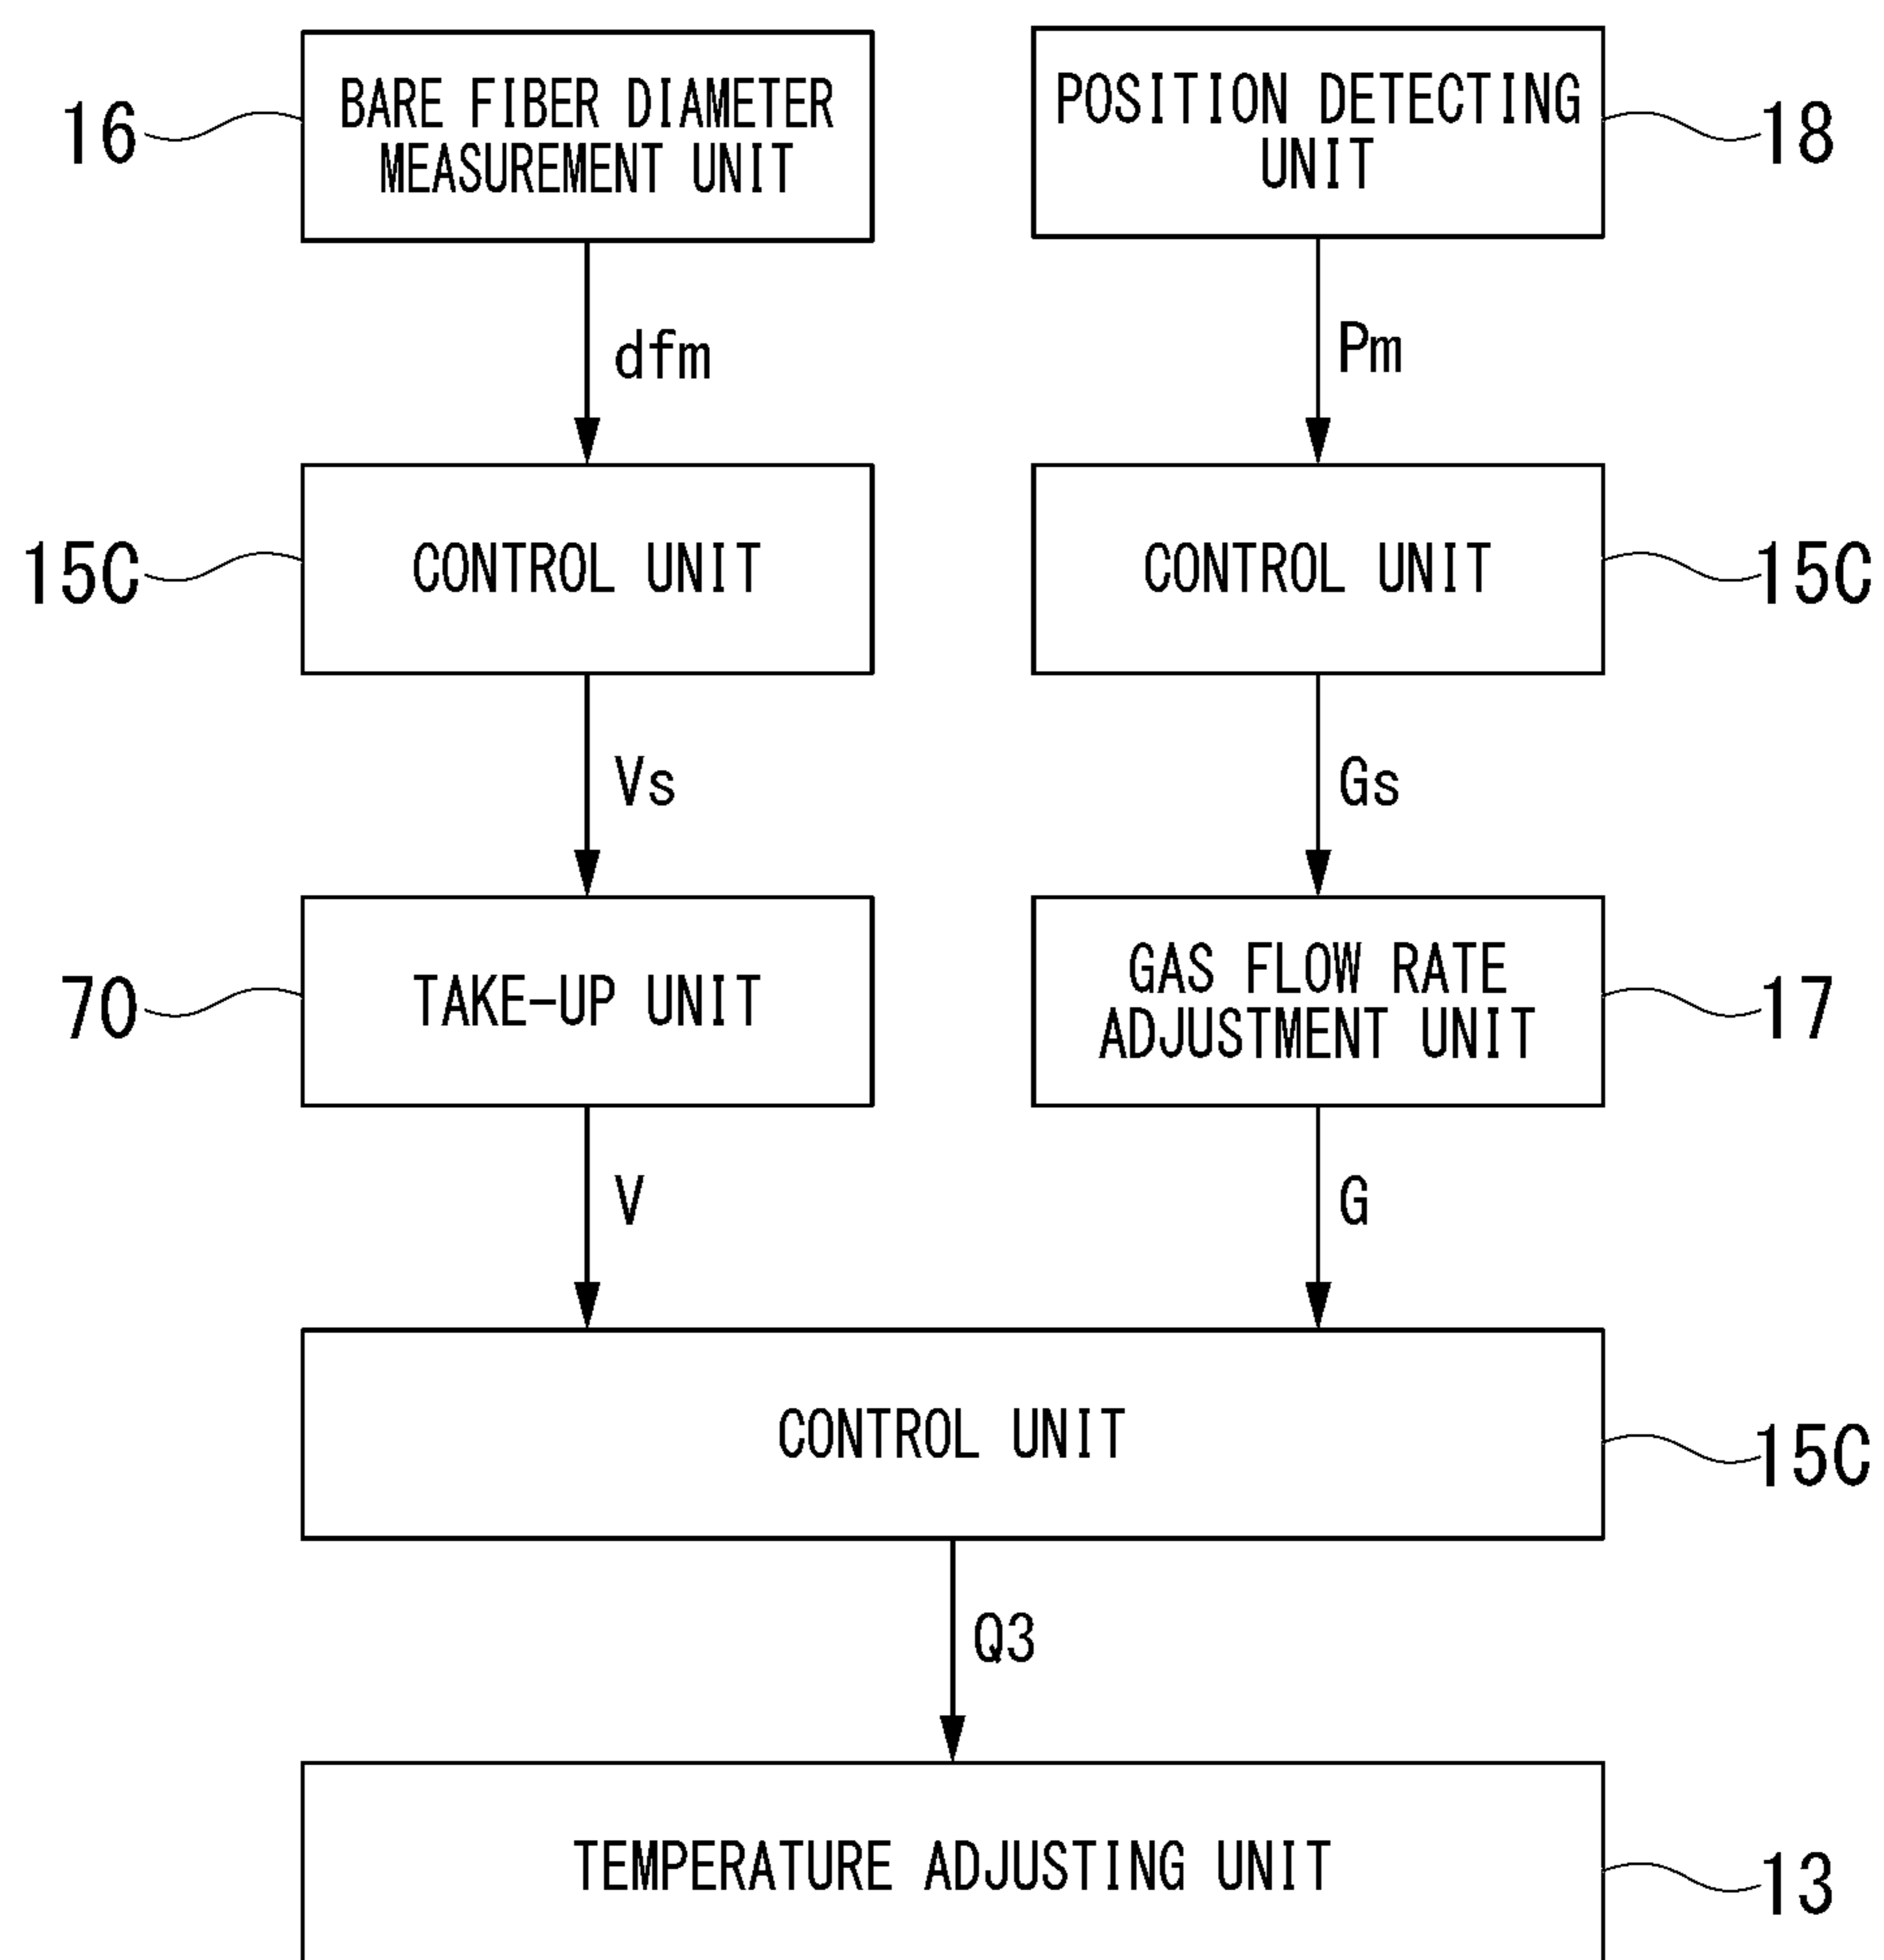 16
BARE FIBER DIAMETER
MEASUREMENT UNIT
POSITION DETECTING
UNIT
18
dfm
Pm
15C
CONTROL UNIT
CONTROL UNIT
15C
Vs
Gs
70
TAKE-UP UNIT
GAS FLOW RATE
ADJUSTMENT UNIT
17
V
G
CONTROL UNIT
15C
Q3
TEMPERATURE ADJUSTING UNIT
13